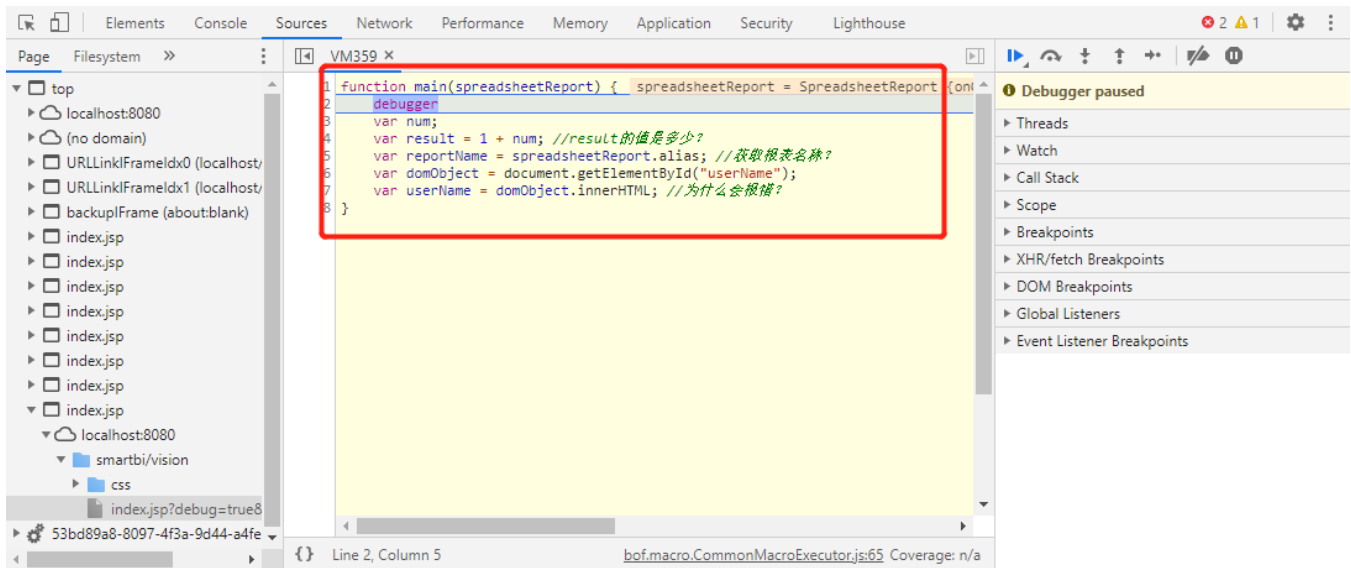 Elements Console Sources Network Performance Memory Application Security Lighthouse 2 1
Page Filesystem »
VM359 ×
top
localhost:8080
(no domain)
URLLinkIFrameIdx0 (localhost/
URLLinkIFrameIdx1 (localhost/
backupIFrame (about:blank)
index.jsp
index.jsp
index.jsp
index.jsp
index.jsp
index.jsp
index.jsp
index.jsp
localhost:8080
smartbi/vision
css
index.jsp?debug=true&
53bd89a8-8097-4f3a-9d44-a4fe
1 function main(spreadsheetReport) { spreadsheetReport = SpreadsheetReport {on
2 debugger
3 var num;
4 var result = 1 + num; //result的值是多少?
5 var reportName = spreadsheetReport.alias; //获取报表名称?
6 var domObject = document.getElementById("userName");
7 var userName = domObject.innerHTML; //为什么会报错?
8 }
{} Line 2, Column 5 bof.macro.CommonMacroExecutor.js:65 Coverage: n/a
Debugger paused
Threads
Watch
Call Stack
Scope
Breakpoints
XHR/fetch Breakpoints
DOM Breakpoints
Global Listeners
Event Listener Breakpoints